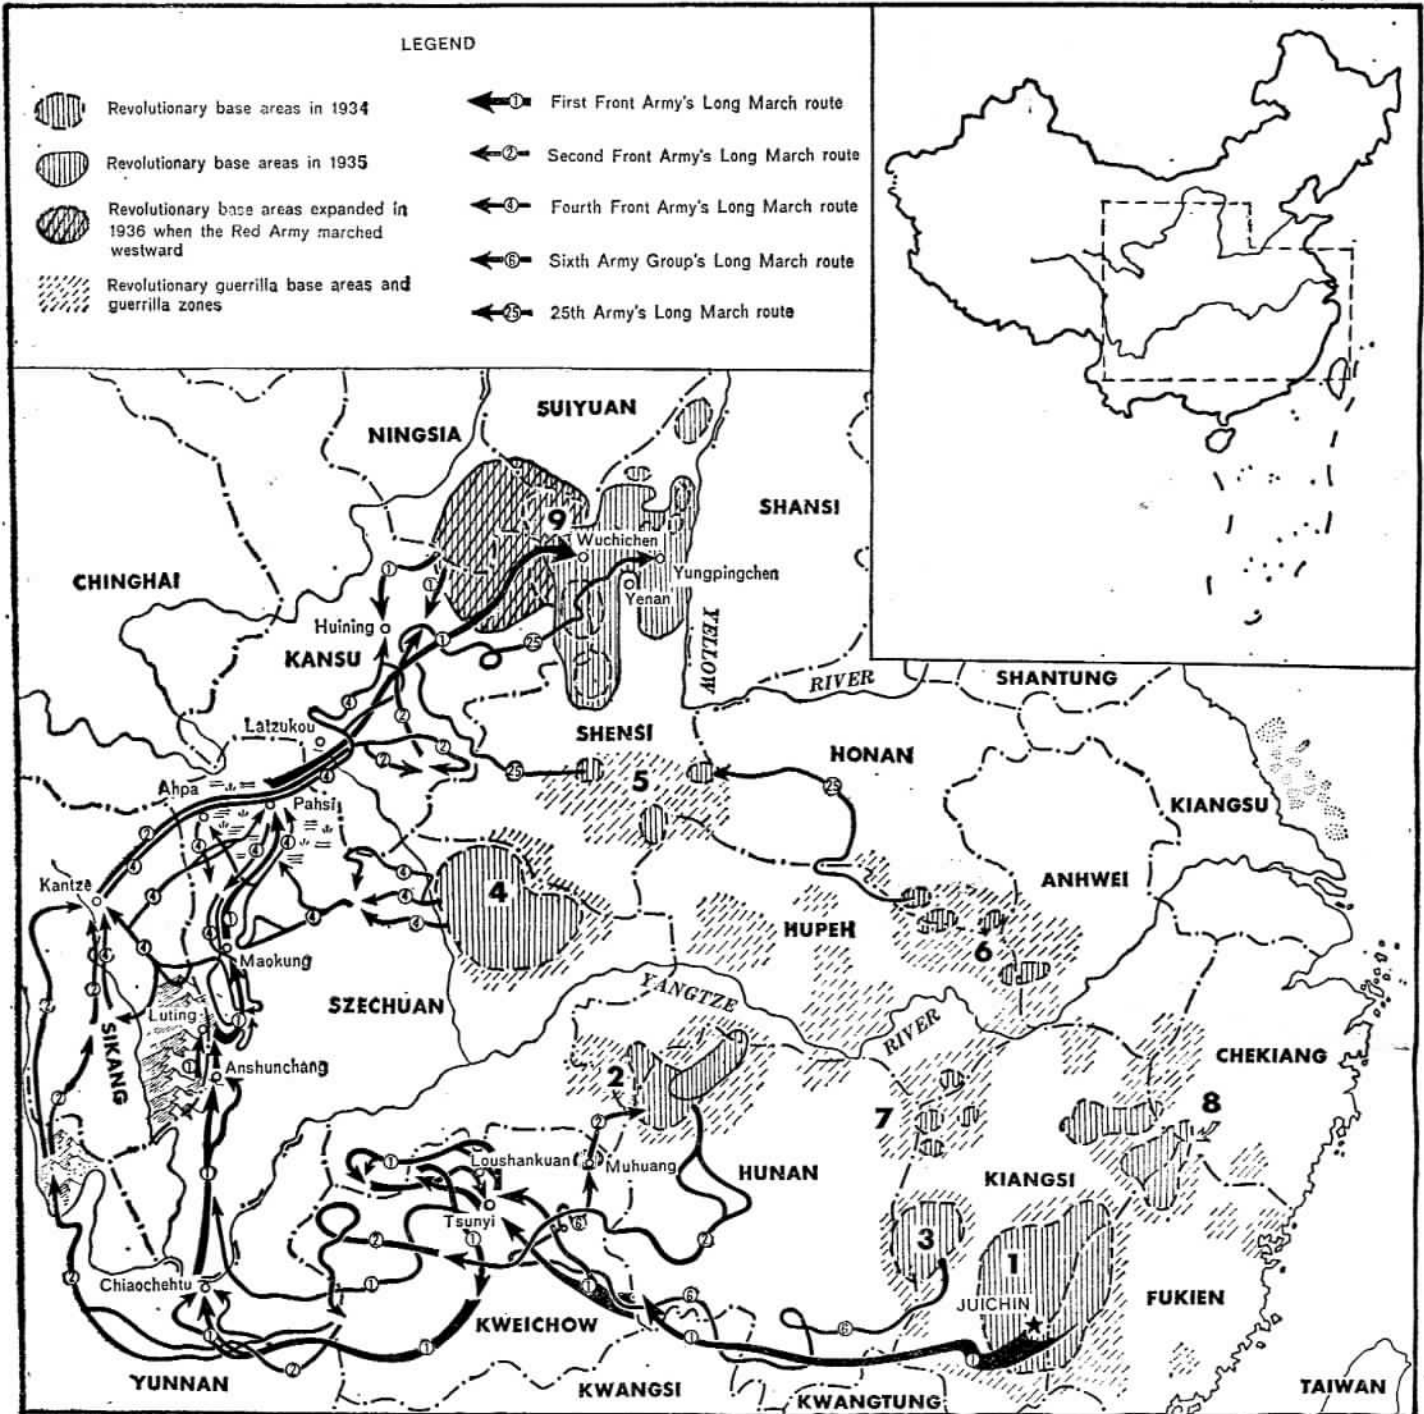 LEGEND
Revolutionary base areas in 1934
Revolutionary base areas in 1935
Revolutionary base areas expanded in
1936 when the Red Army marched
westward
Revolutionary guerrilla base areas and
guerrilla zones
1 First Front Army's Long March route
2 Second Front Army's Long March route
4 Fourth Front Army's Long March route
6 Sixth Army Group's Long March route
25 25th Army's Long March route
SUIYUAN
NINGSIA
SHANSI
9
Wuchichen
CHINGHAI
Yungpingchen
Yenan
Huining
KANSU
YELLOW
RIVER
SHANTUNG
Latzukou
SHENSI
HONAN
5
Ahpa
Pahsi
KIANGSU
Kantze
4
ANHWEI
HUPEH
6
Maokung
SZECHUAN
YANGTZE
RIVER
Luting
SIKANG
Anshunchang
CHEKIANG
2
7
8
Loushankuan
Muhuang
HUNAN
KIANGSI
Tsunyi
3
1
Chiaochehtu
JUICHIN
FUKIEN
KWEICHOW
YUNNAN
KWANGSI
KWANGTUNG
TAIWAN